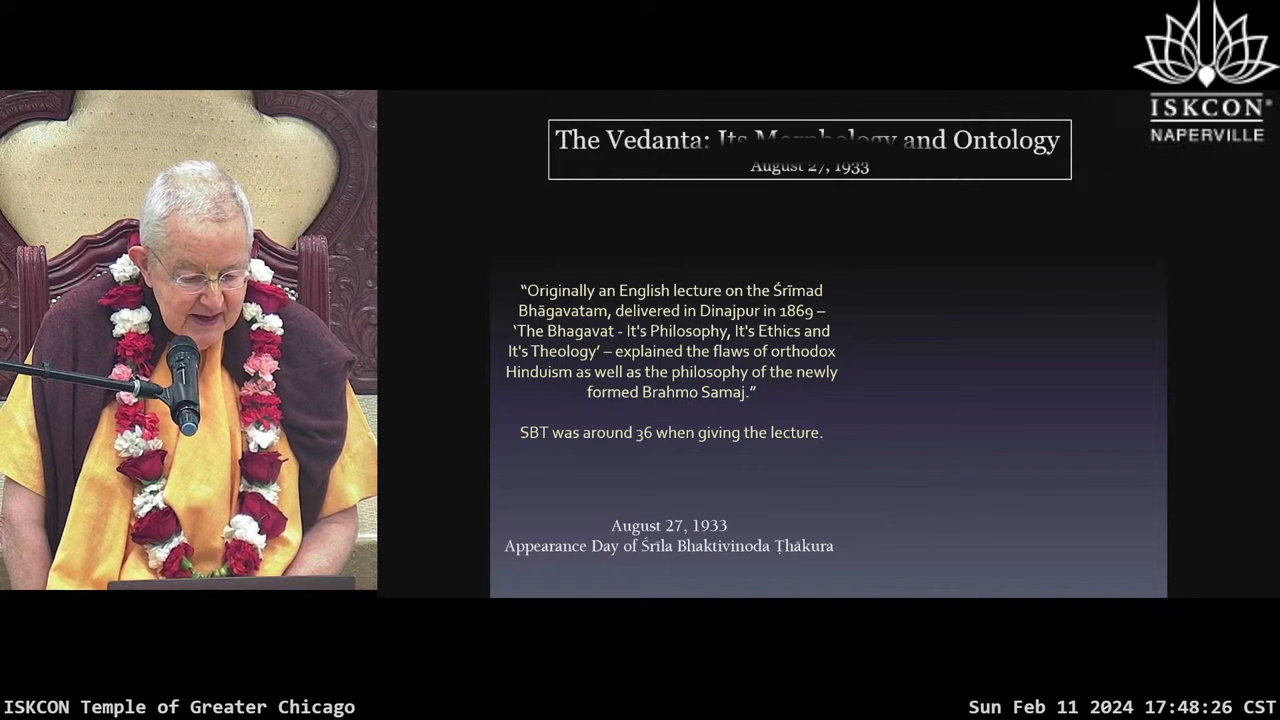 ISKCON®
NAPERVILLE
The Vedanta: Its Morphology and Ontology
August 27, 1933
“Originally an English lecture on the Śrīmad
Bhāgavatam, delivered in Dinajpur in 1869 –
‘The Bhagavat - It's Philosophy, It's Ethics and
It's Theology’ – explained the flaws of orthodox
Hinduism as well as the philosophy of the newly
formed Brahmo Samaj.”
SBT was around 36 when giving the lecture.
August 27, 1933
Appearance Day of Śrīla Bhaktivinoda Ṭhākura
ISKCON Temple of Greater Chicago
Sun Feb 11 2024 17:48:26 CST